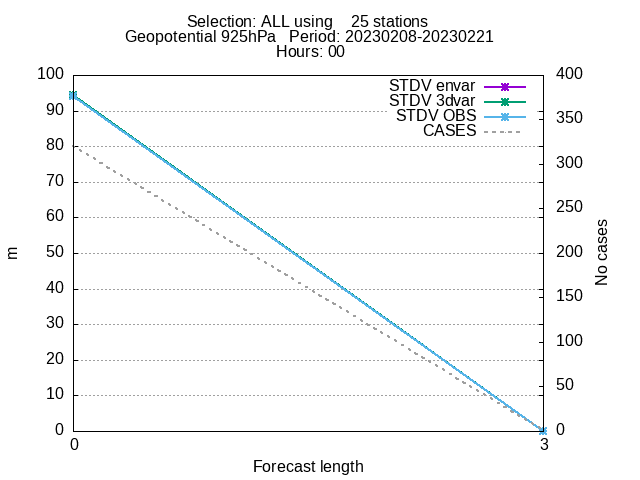 Selection: ALL using    25 stations
Geopotential 925hPa   Period: 20230208-20230221
Hours: 00
STDV envar
STDV 3dvar
STDV OBS
CASES
100
90
80
70
60
50
40
30
20
10
0
m
400
350
300
250
200
150
100
50
0
No cases
0
3
Forecast length